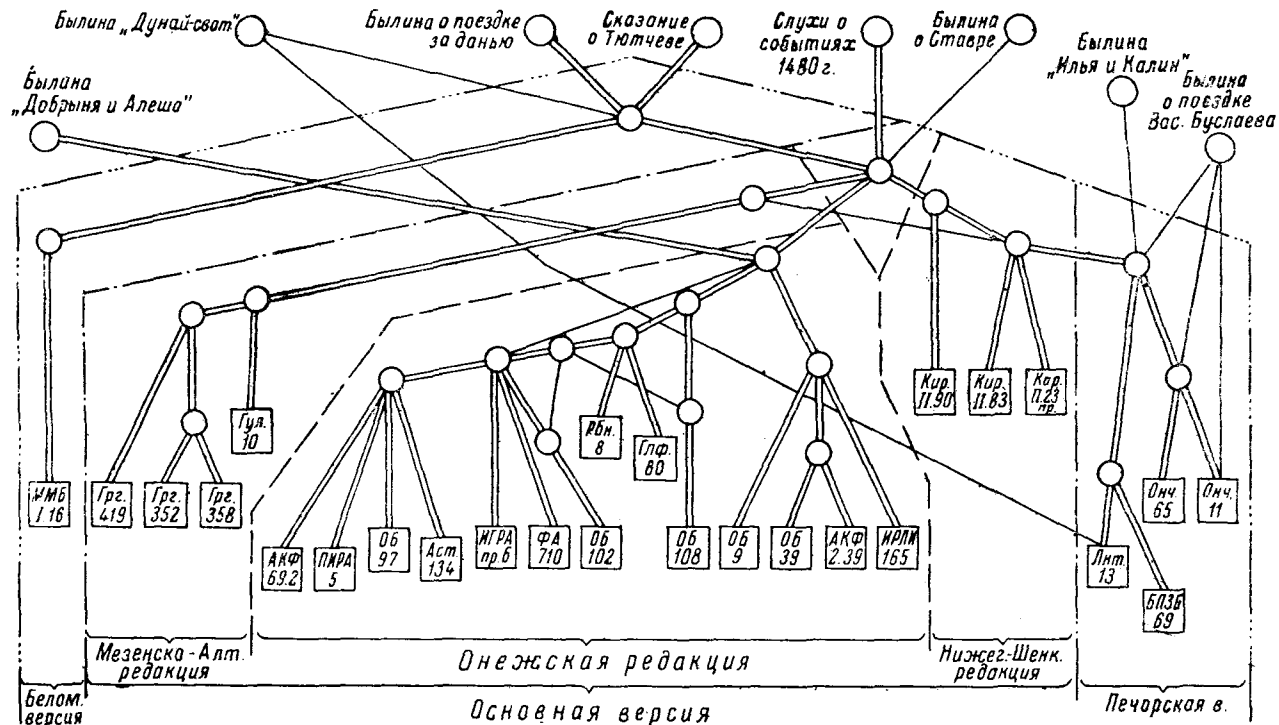 Былина „Дунай-сват"
Былина о поездке
за данью
Сказание
о Тютчеве
Слухи о
событиях
1480 г.
Былина
о Ставре
Былина
„Илья и Калин"
Былина
о поездке
Вас. Буслаева
Былина
„Добрыня и Алеша"
Кир.
II.90
Кир.
II.83
Кир.
П.23
пр.
Гул.
10
Рбн.
8
Глф.
80
I.16
Грг.
419
Грг.
352
Грг.
358
Онч.
65
Онч.
11
АКФ
69.2
ПИРА
5
ОБ
97
Аст.
134
ИГРА
пр.6
ФА
710
ОБ
102
ОБ
108
ОБ
9
ОБ
39
АКФ
2.39
ИРЛИ
165
Лнт.
13
БПЗБ
69
Мезенско-Алт.
редакция
Онежская редакция
Нижег.-Шенк.
редакция
Белом.
версия
Основная версия
Печорская в.